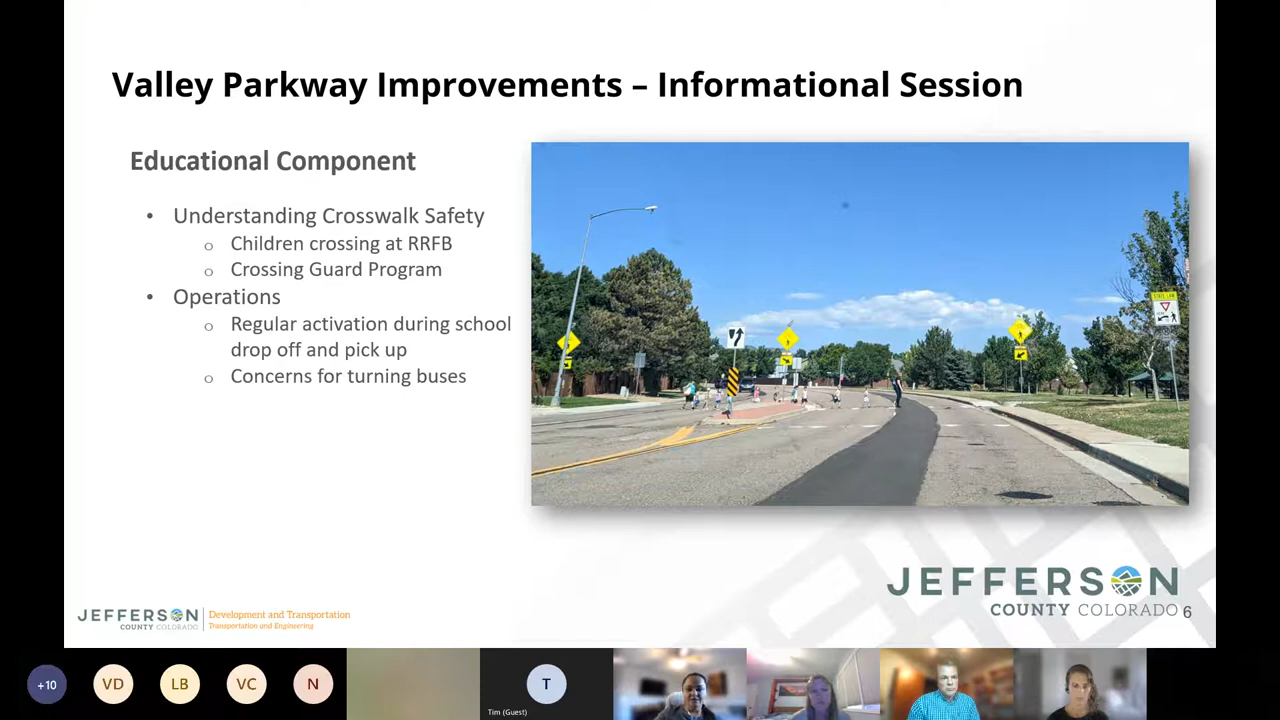 Valley Parkway Improvements – Informational Session
Educational Component
• Understanding Crosswalk Safety
o Children crossing at RRFB
o Crossing Guard Program
• Operations
o Regular activation during school
drop off and pick up
o Concerns for turning buses
STATE LAW
JEFFERSON
COUNTY COLORADO
6
JEFFERSON
COUNTY COLORADO
Development and Transportation
Transportation and Engineering
+10
VD
LB
VC
N
T
Tim (Guest)